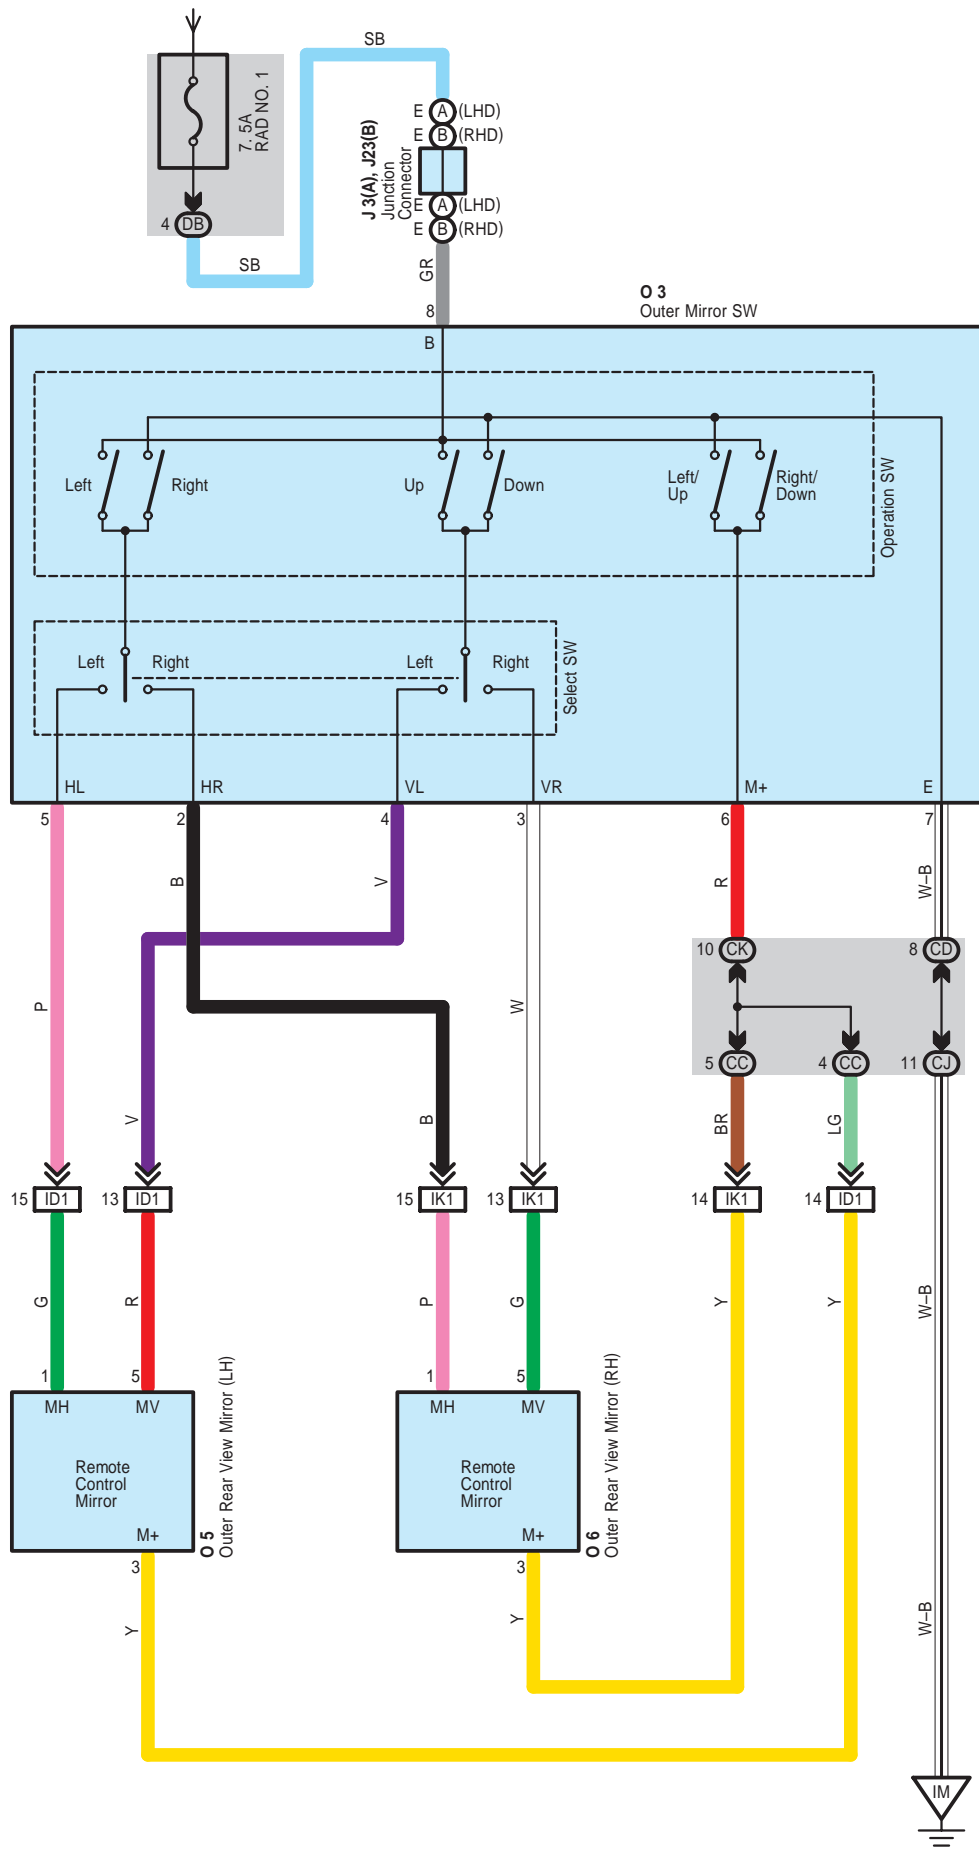 SB
7. 5A
RAD NO. 1
E A (LHD)
E B (RHD)
J 3(A), J23(B)
Junction
Connector
E A (LHD)
E B (RHD)
4 DB
SB
GR
O 3
Outer Mirror SW
8
B
Left
Right
Up
Down
Left/
Up
Right/
Down
Operation SW
Left
Right
Left
Right
Select SW
HL
HR
VL
VR
M+
E
5
2
4
3
6
7
B
V
R
W–B
10 CK
8 CD
P
W
5 CC
4 CC
11 CJ
V
B
BR
LG
15 ID1
13 ID1
15 IK1
13 IK1
14 IK1
14 ID1
G
R
P
G
Y
Y
W–B
1
5
1
5
MH
MV
MH
MV
Remote
Control
Mirror
Remote
Control
Mirror
M+
M+
O 5
Outer Rear View Mirror (LH)
O 6
Outer Rear View Mirror (RH)
3
3
Y
Y
W–B
IM